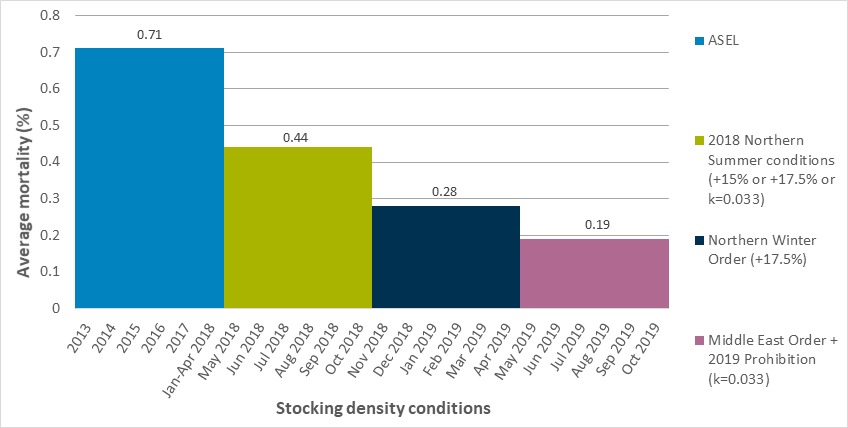 0.8
0.7
0.6
0.5
0.4
0.3
0.2
0.1
0
Average mortality (%)
0.71
0.44
0.28
0.19
2013
2014
2015
2016
2017
Jan-Apr 2018
May 2018
Jun 2018
Jul 2018
Aug 2018
Sep 2018
Oct 2018
Nov 2018
Dec 2018
Jan 2019
Feb 2019
Mar 2019
Apr 2019
May 2019
Jun 2019
Jul 2019
Aug 2019
Sep 2019
Oct 2019
Stocking density conditions
ASEL
2018 Northern
Summer conditions
(+15% or +17.5% or
k=0.033)
Northern Winter
Order (+17.5%)
Middle East Order +
2019 Prohibition
(k=0.033)